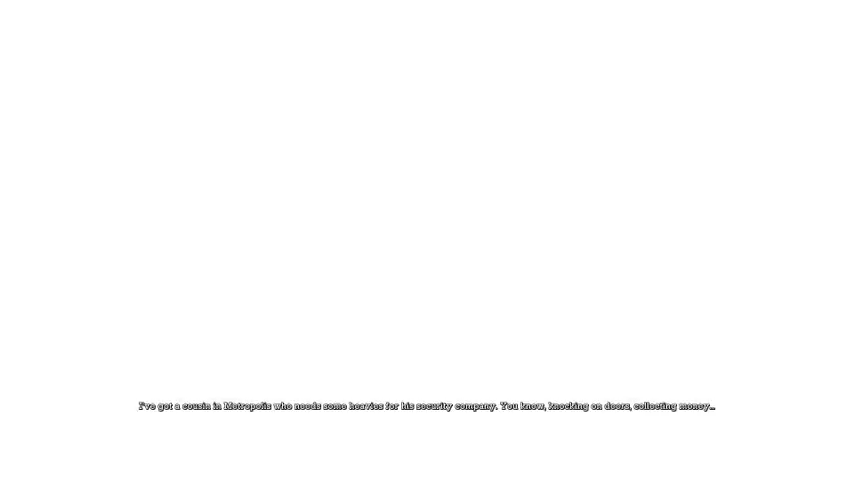 I've got a cousin in Metropolis who needs some heavies for his security company. You know, knocking on doors, collecting money...